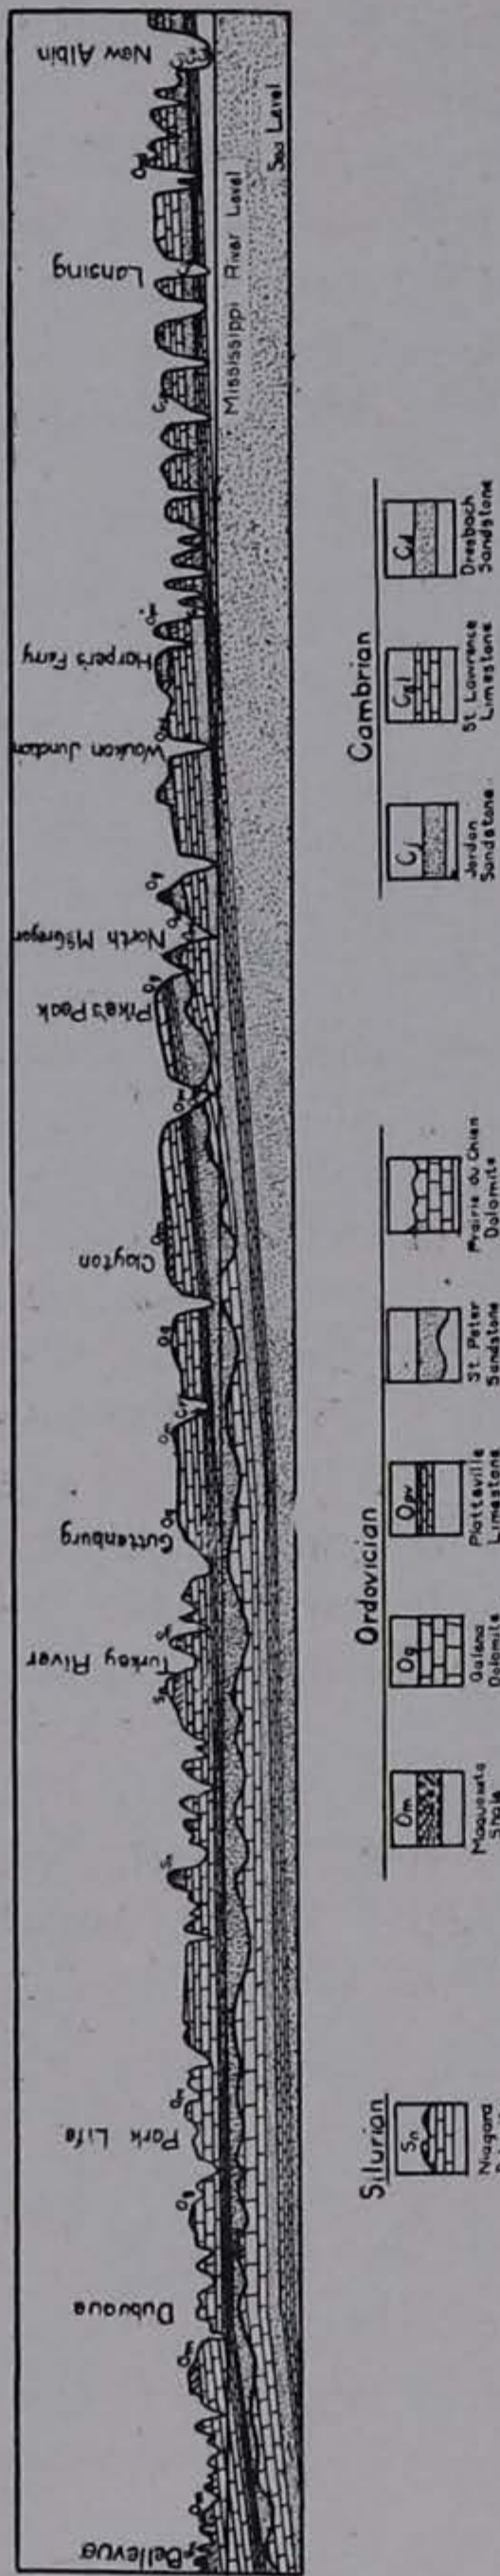 New Albin
Lansing
Harper's Ferry
Waukon Junction
North McGregor
Pike's Peak
Clayton
Guttenburg
Turkey River
Park Life
Dubuque
Bellevue
Mississippi River Level
Sea Level
Silurian
Ordovician
Cambrian
Sn
Niagara
Om
Maquoketa
Shale
Og
Galena
Dolomite
Opv
Platteville
Limestone
St Peter
Sandstone
Prairie du Chien
Dolomite
Cj
Jordan
Sandstone
Csl
St Lawrence
Limestone
Cd
Dresbach
Sandstone